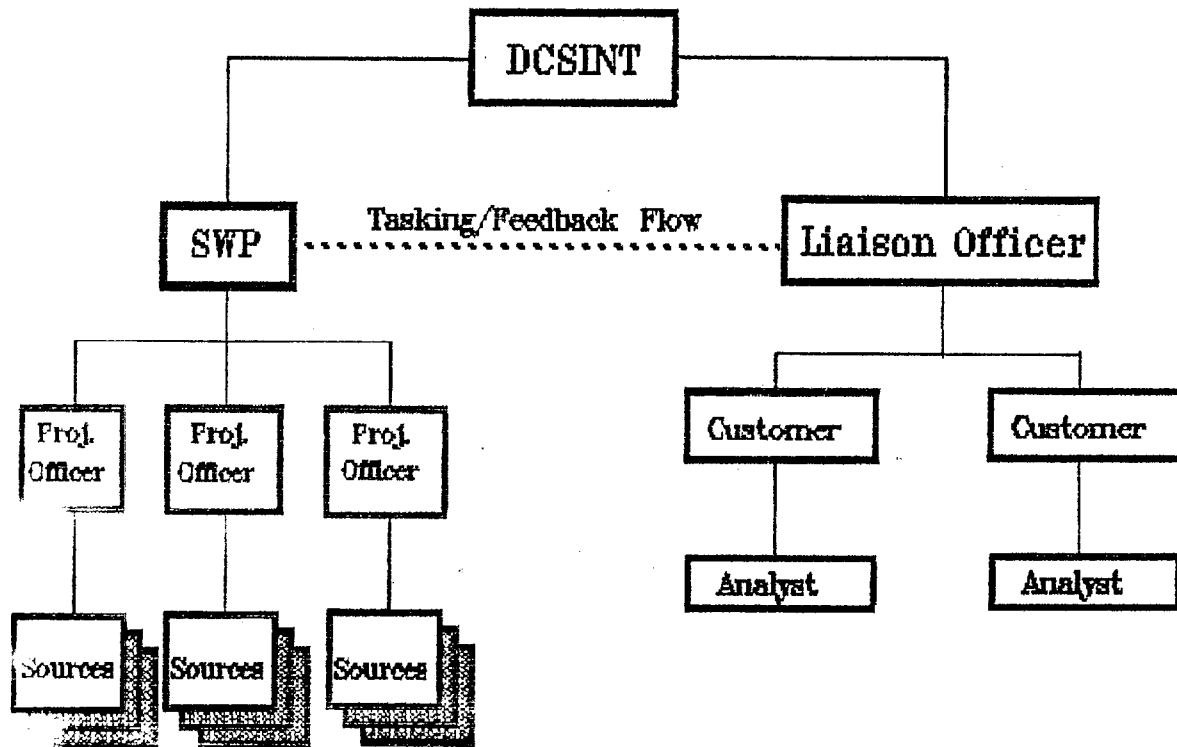 DCSINT
SWP
Tasking/Feedback Flow
Liaison Officer
Proj.
Officer
Proj.
Officer
Proj.
Officer
Customer
Customer
Analyst
Analyst
Sources
Sources
Sources